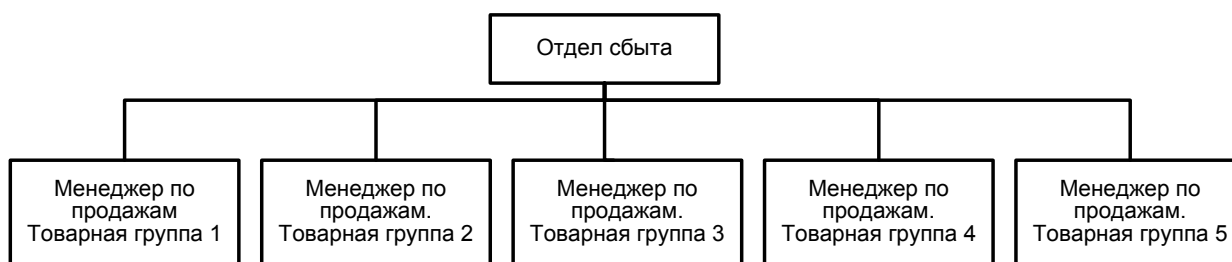 Отдел сбыта
Менеджер по
продажам
Товарная группа 1
Менеджер по
продажам.
Товарная группа 2
Менеджер по
продажам.
Товарная группа 3
Менеджер по
продажам.
Товарная группа 4
Менеджер по
продажам.
Товарная группа 5